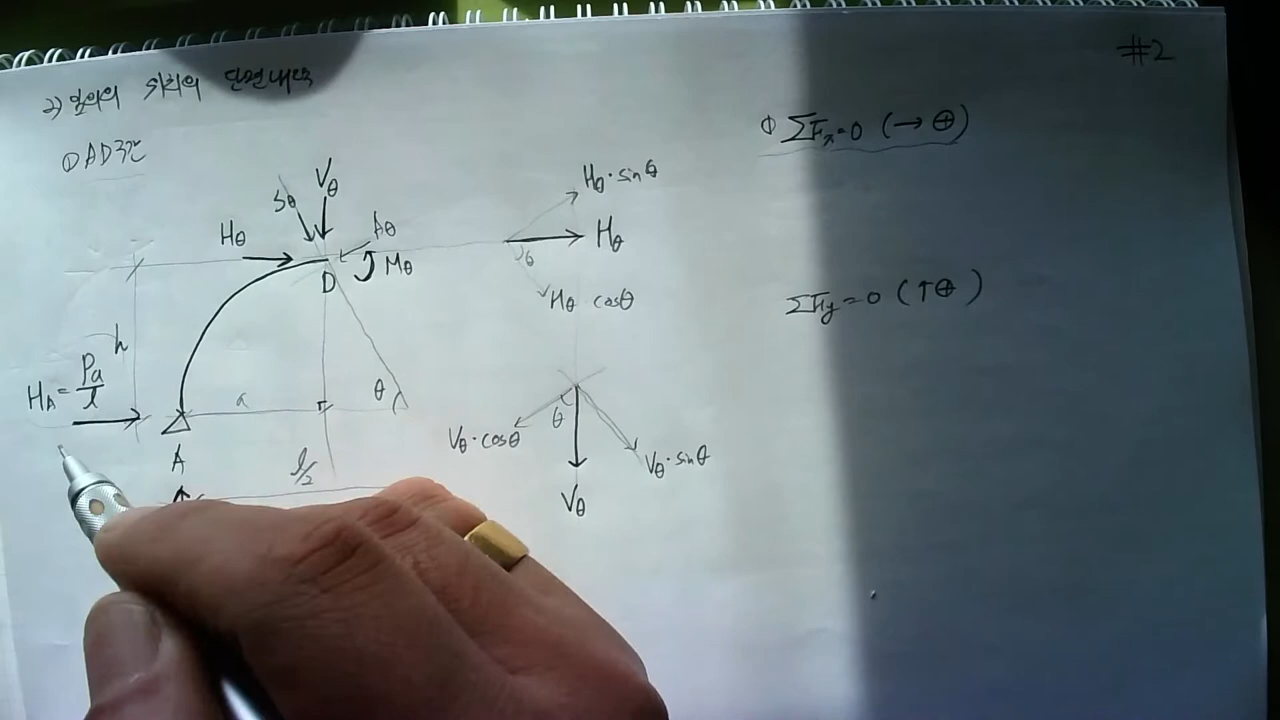 #2
2) 임의의 위치의 단면내력
① AD구간
① ΣFx=0 (→⊕)
Sθ
Vθ
Hθ
Aθ
Mθ
D
Hθ·sinθ
Hθ
θ
Hθ cosθ
ΣFy=0 (↑⊕)
h
HA=Pa/l
a
θ
A
l/2
Vθ·cosθ
θ
Vθ·sinθ
Vθ